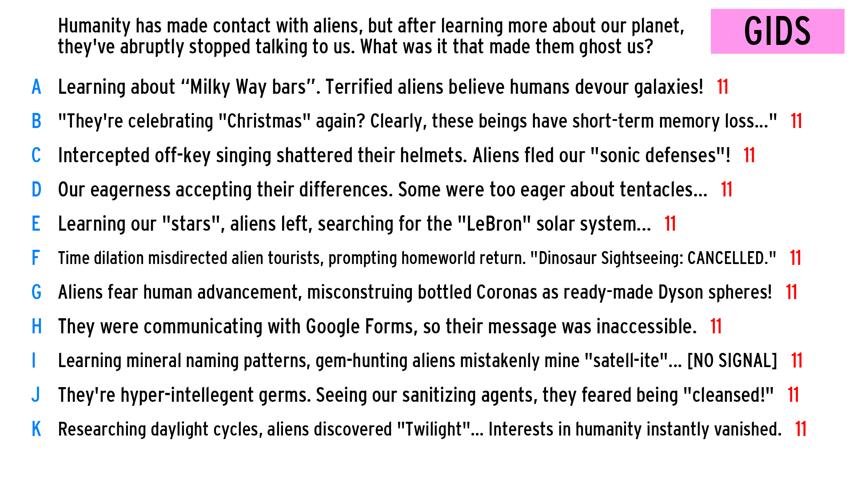 Humanity has made contact with aliens, but after learning more about our planet,
they've abruptly stopped talking to us. What was it that made them ghost us?
GIDS
A Learning about “Milky Way bars”. Terrified aliens believe humans devour galaxies! 11
B "They're celebrating "Christmas" again? Clearly, these beings have short-term memory loss..." 11
C Intercepted off-key singing shattered their helmets. Aliens fled our "sonic defenses"! 11
D Our eagerness accepting their differences. Some were too eager about tentacles... 11
E Learning our "stars", aliens left, searching for the "LeBron" solar system... 11
F Time dilation misdirected alien tourists, prompting homeworld return. "Dinosaur Sightseeing: CANCELLED." 11
G Aliens fear human advancement, misconstruing bottled Coronas as ready-made Dyson spheres! 11
H They were communicating with Google Forms, so their message was inaccessible. 11
I Learning mineral naming patterns, gem-hunting aliens mistakenly mine "satell-ite"... [NO SIGNAL] 11
J They're hyper-intellegent germs. Seeing our sanitizing agents, they feared being "cleansed!" 11
K Researching daylight cycles, aliens discovered "Twilight"... Interests in humanity instantly vanished. 11